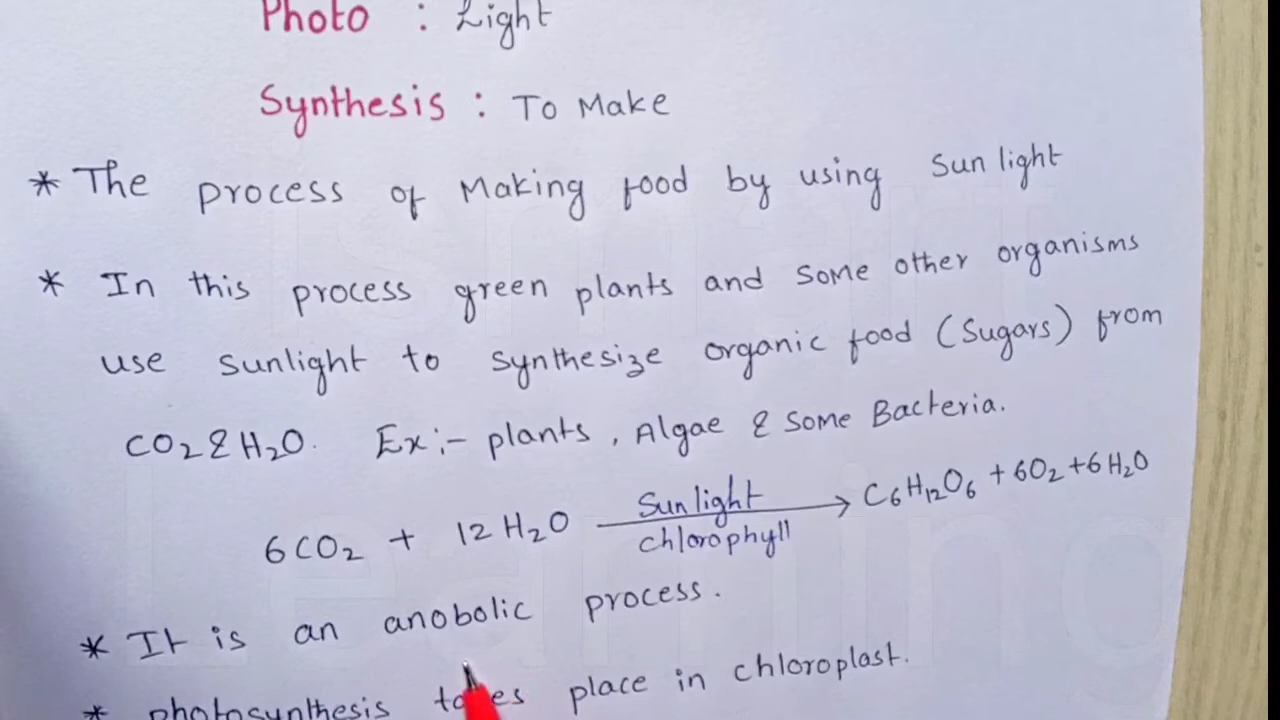 Photo : Light
Synthesis : To Make
* The process of Making food by using Sun light
* In this process green plants and some other organisms
use sunlight to synthesize organic food (Sugars) from
CO2 & H2O. Ex:- plants, Algae & some Bacteria.
6CO2 + 12H2O Sunlight chlorophyll → C6H12O6 + 6O2 + 6H2O
* It is an anobolic process.
* photosynthesis takes place in chloroplast.